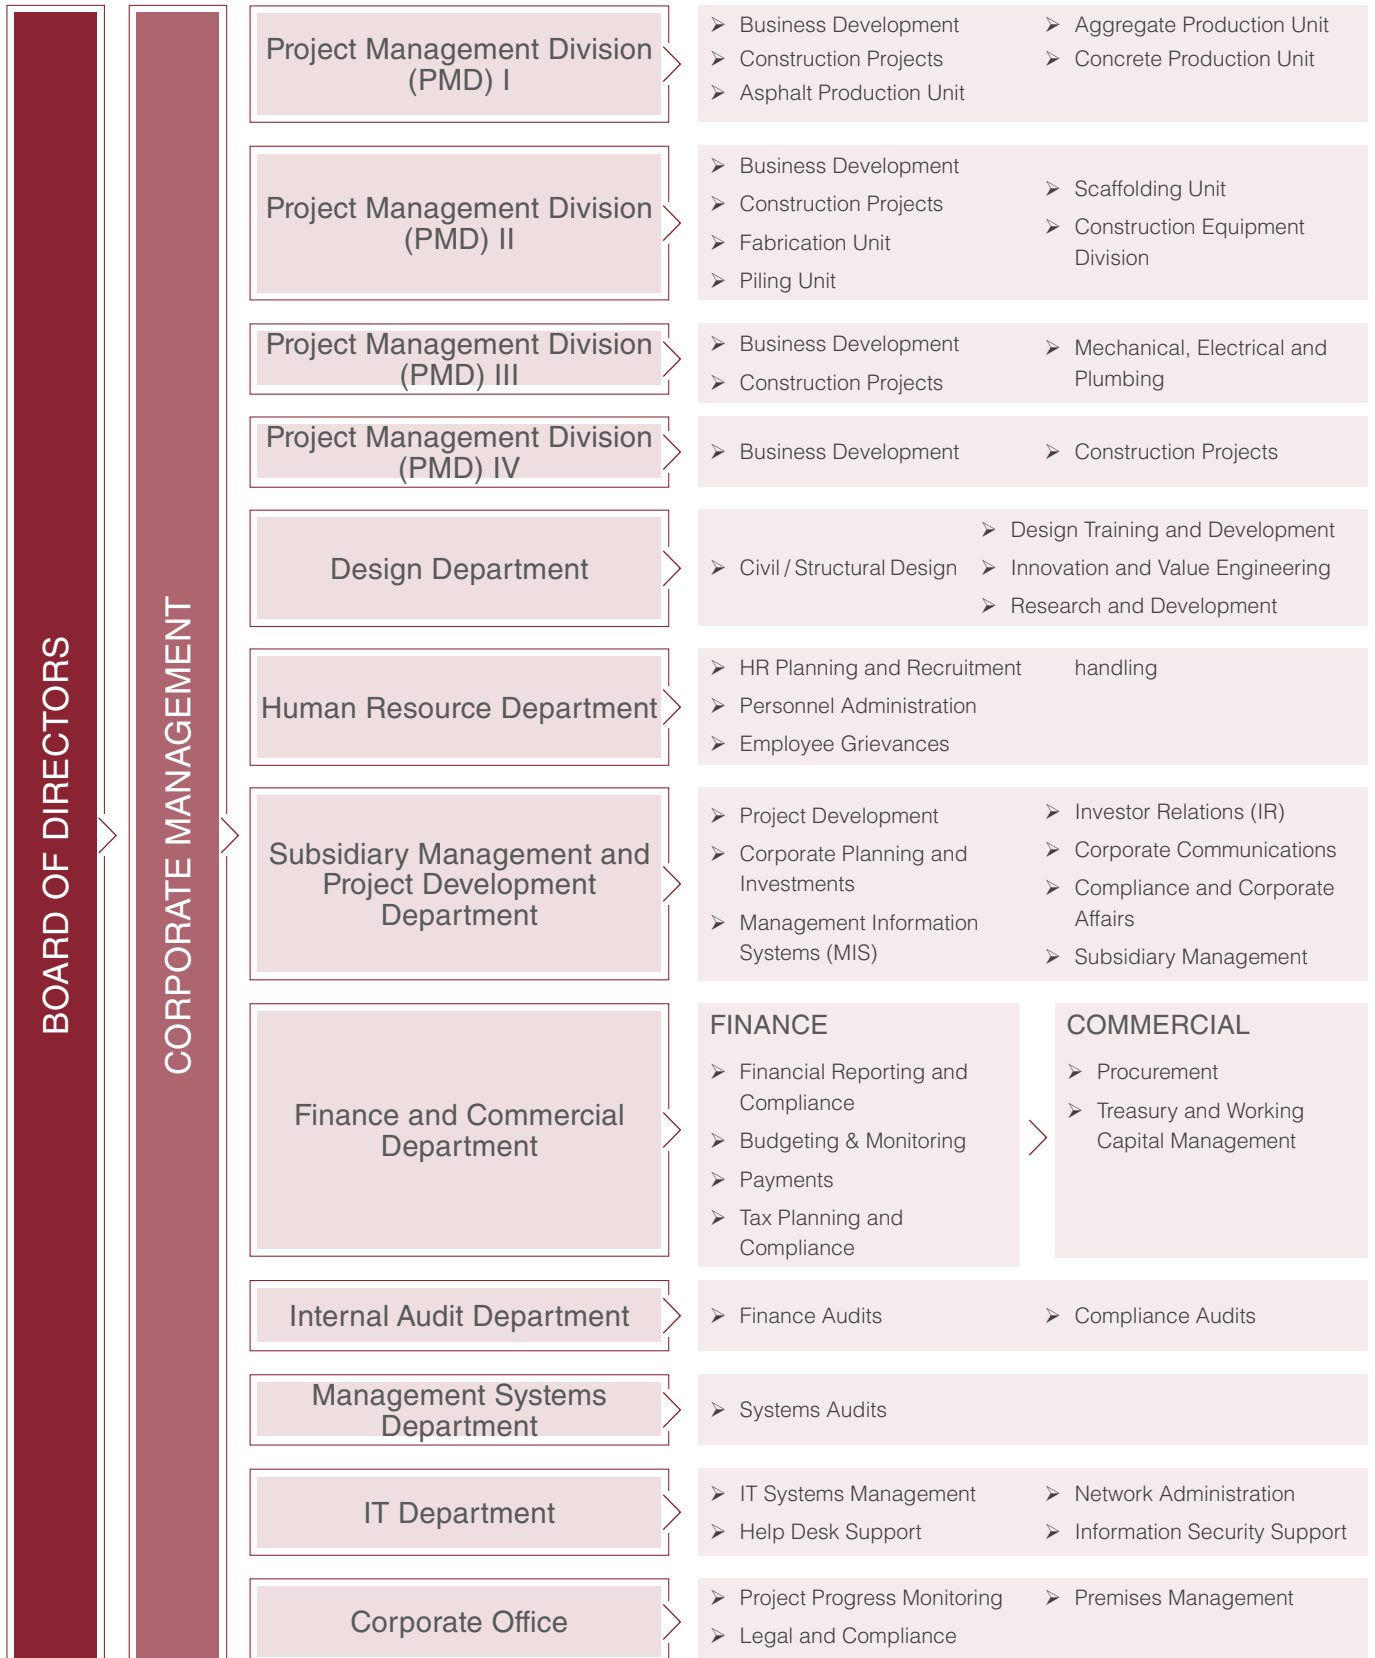 BOARD OF DIRECTORS
CORPORATE MANAGEMENT
Project Management Division
(PMD) I
➢ Business Development
➢ Construction Projects
➢ Asphalt Production Unit
➢ Aggregate Production Unit
➢ Concrete Production Unit
Project Management Division
(PMD) II
➢ Business Development
➢ Construction Projects
➢ Fabrication Unit
➢ Piling Unit
➢ Scaffolding Unit
➢ Construction Equipment
Division
Project Management Division
(PMD) III
➢ Business Development
➢ Construction Projects
➢ Mechanical, Electrical and
Plumbing
Project Management Division
(PMD) IV
➢ Business Development
➢ Construction Projects
Design Department
➢ Civil / Structural Design
➢ Design Training and Development
➢ Innovation and Value Engineering
➢ Research and Development
Human Resource Department
➢ HR Planning and Recruitment
➢ Personnel Administration
➢ Employee Grievances
handling
Subsidiary Management and
Project Development
Department
➢ Project Development
➢ Corporate Planning and
Investments
➢ Management Information
Systems (MIS)
➢ Investor Relations (IR)
➢ Corporate Communications
➢ Compliance and Corporate
Affairs
➢ Subsidiary Management
Finance and Commercial
Department
FINANCE
➢ Financial Reporting and
Compliance
➢ Budgeting & Monitoring
➢ Payments
➢ Tax Planning and
Compliance
COMMERCIAL
➢ Procurement
➢ Treasury and Working
Capital Management
Internal Audit Department
➢ Finance Audits
➢ Compliance Audits
Management Systems
Department
➢ Systems Audits
IT Department
➢ IT Systems Management
➢ Help Desk Support
➢ Network Administration
➢ Information Security Support
Corporate Office
➢ Project Progress Monitoring
➢ Legal and Compliance
➢ Premises Management